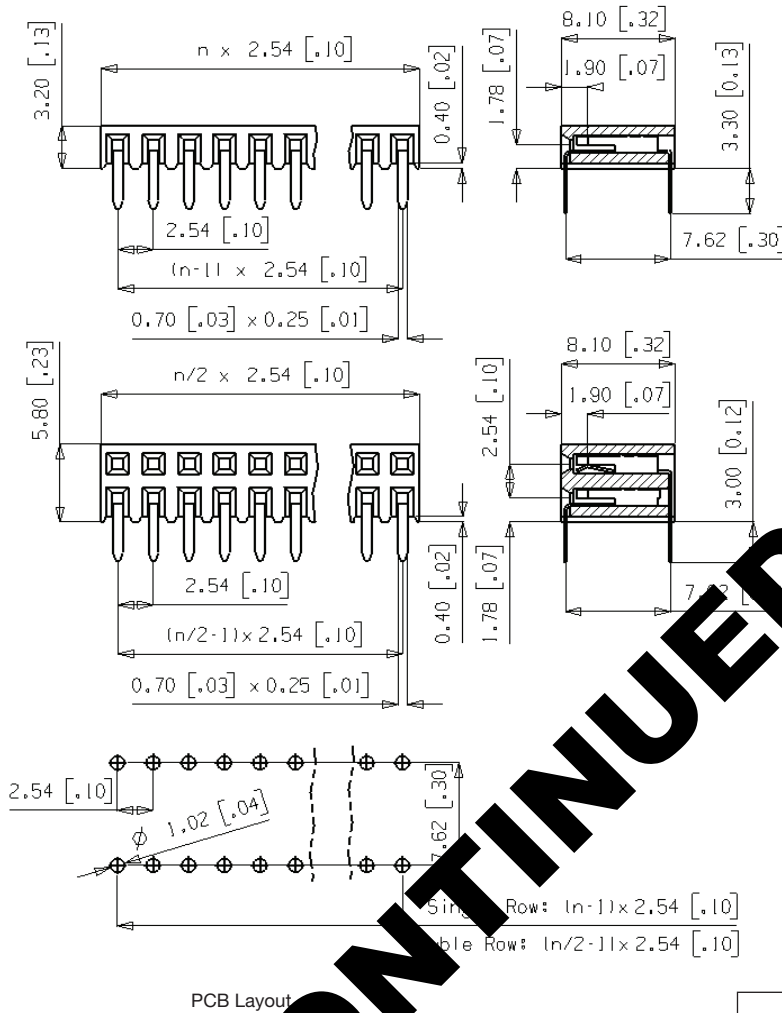 8.10 [.32]
n x 2.54 [.10]
3.20 [.13]
0.40 [.02]
1.78 [.07]
1.90 [.07]
3.30 [0.13]
2.54 [.10]
7.62 [.30]
(n-1) x 2.54 [.10]
0.70 [.03] x 0.25 [.01]
8.10 [.32]
n/2 x 2.54 [.10]
5.80 [.23]
2.54 [.10]
1.90 [.07]
3.00 [0.12]
2.54 [.10]
0.40 [.02]
1.78 [.07]
(n/2-1)x 2.54 [.10]
0.70 [.03] x 0.25 [.01]
2.54 [.10]
7.62 [.30]
Ø 1.02 [.04]
Row: (n-1)x 2.54 [.10]
Row: (n/2-1)x 2.54 [.10]
PCB Layout
ONTINUED